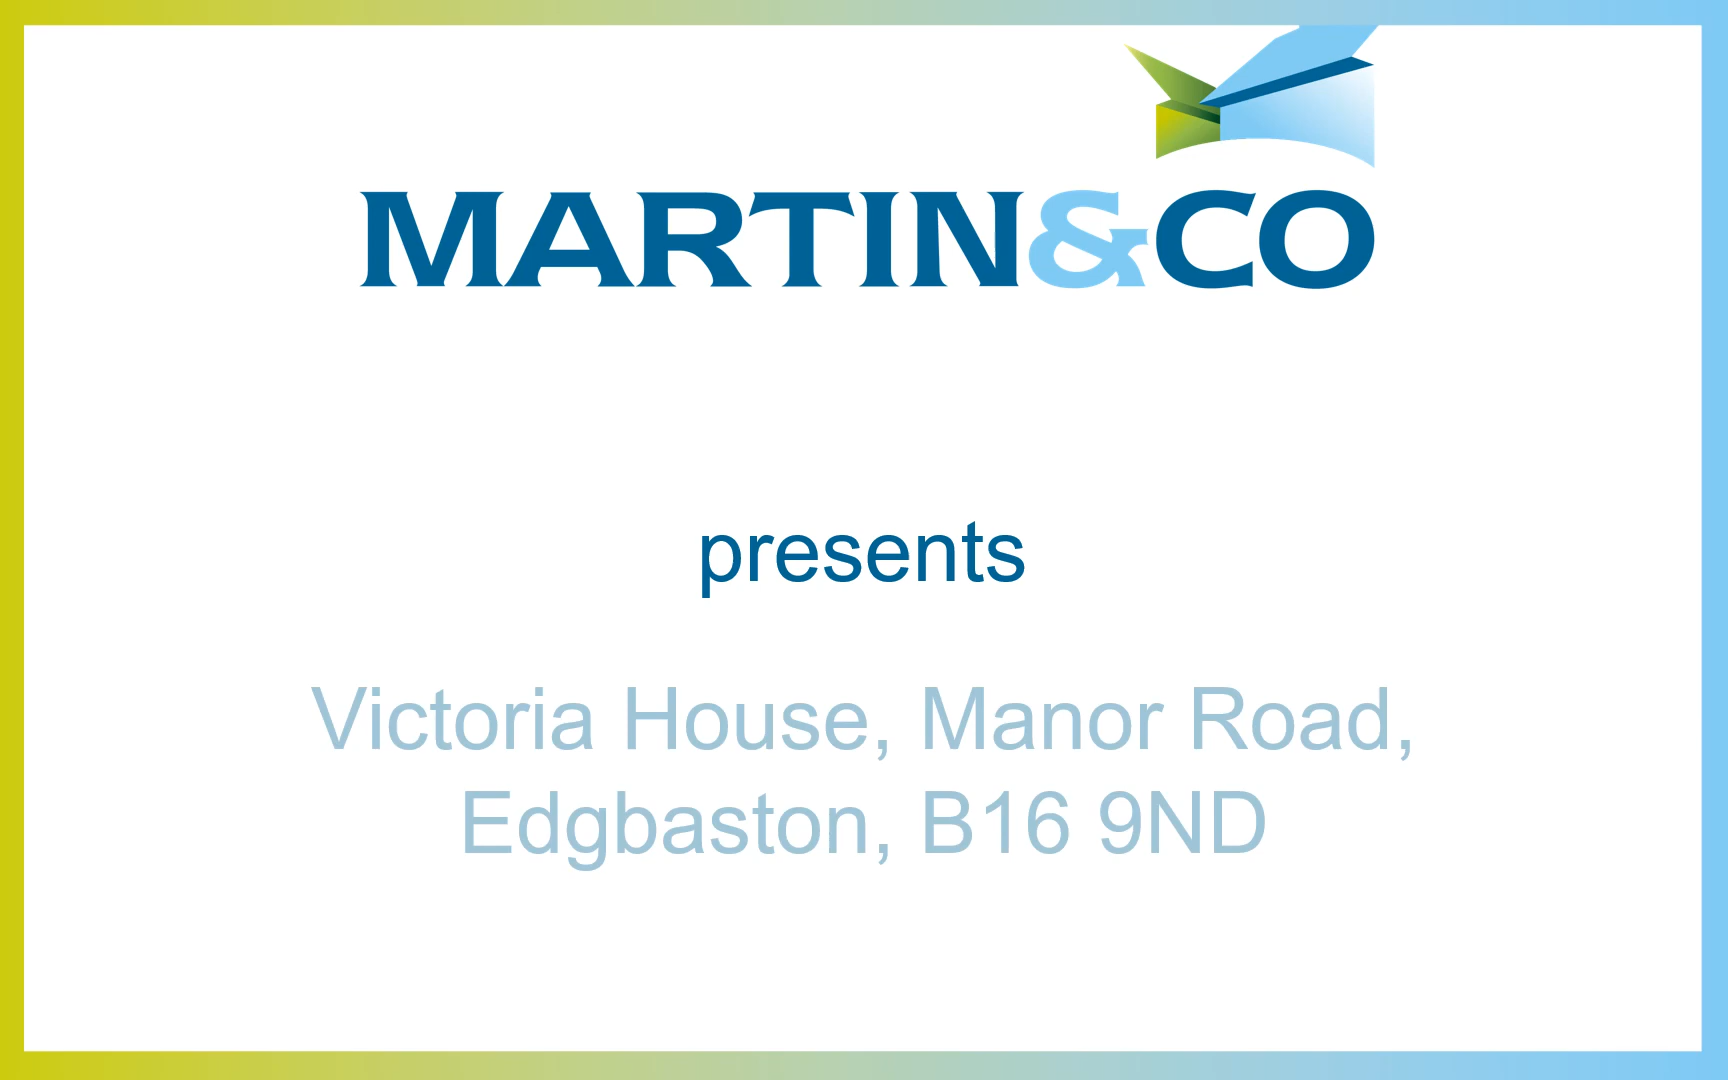 MARTIN&CO
presents
Victoria House, Manor Road,
Edgbaston, B16 9ND